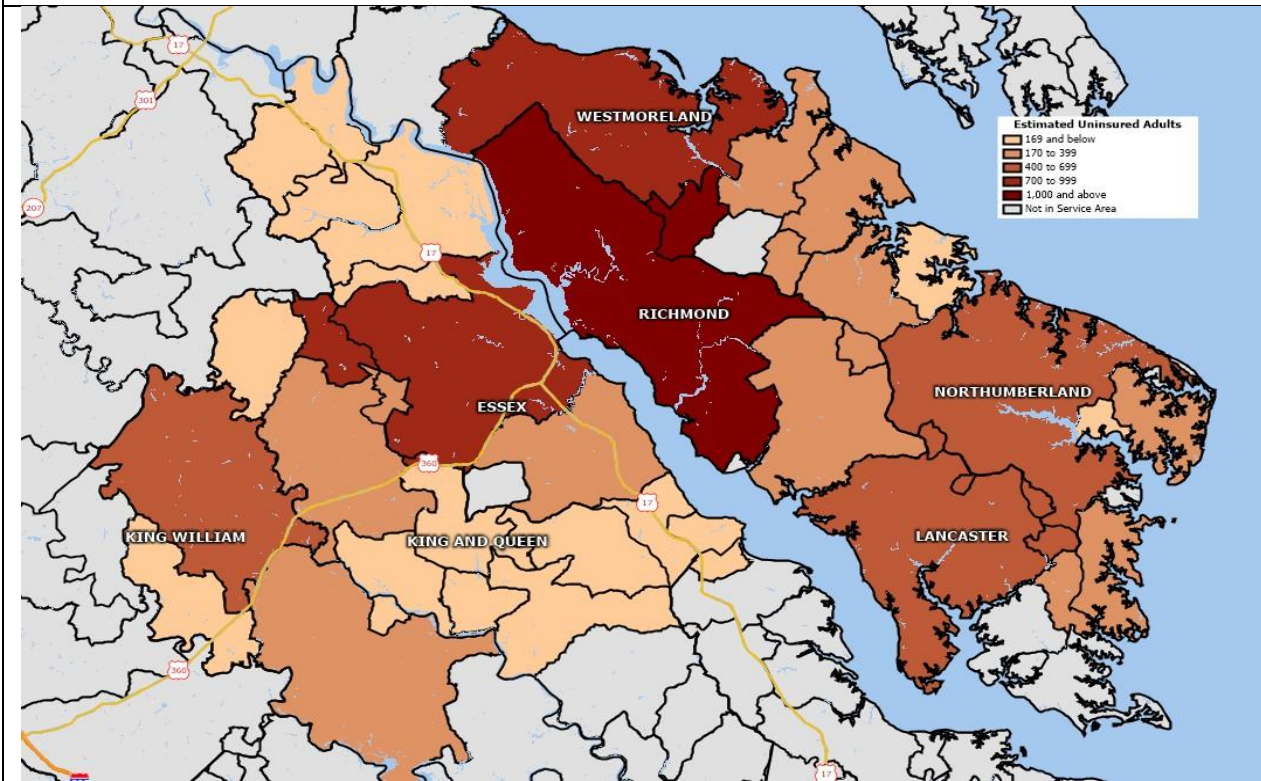 17
301
207
WESTMORELAND
Estimated Uninsured Adults
169 and below
170 to 399
400 to 699
700 to 999
1,000 and above
Not in Service Area
17
RICHMOND
NORTHUMBERLAND
ESSEX
360
17
KING WILLIAM
KING AND QUEEN
LANCASTER
360
17